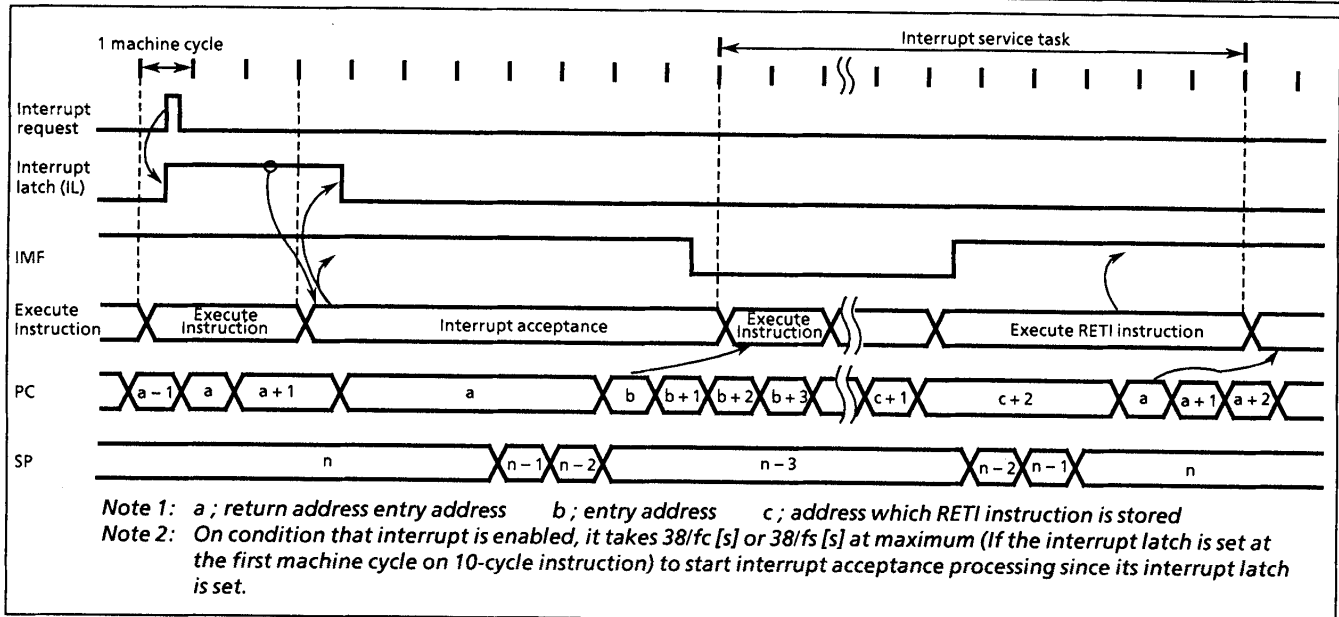 1 machine cycle
Interrupt service task
Interrupt
request
Interrupt
latch (IL)
IMF
Execute
Instruction
Execute
Instruction
Interrupt acceptance
Execute
Instruction
Execute RETI instruction
PC
a – 1
a
a + 1
a
b
b + 1
b + 2
b + 3
c + 1
c + 2
a
a + 1
a + 2
SP
n
n – 1
n – 2
n – 3
n – 2
n – 1
n
Note 1: a ; return address entry address b ; entry address c ; address which RETI instruction is stored
Note 2: On condition that interrupt is enabled, it takes 38/fc [s] or 38/fs [s] at maximum (If the interrupt latch is set at
the first machine cycle on 10-cycle instruction) to start interrupt acceptance processing since its interrupt latch
is set.